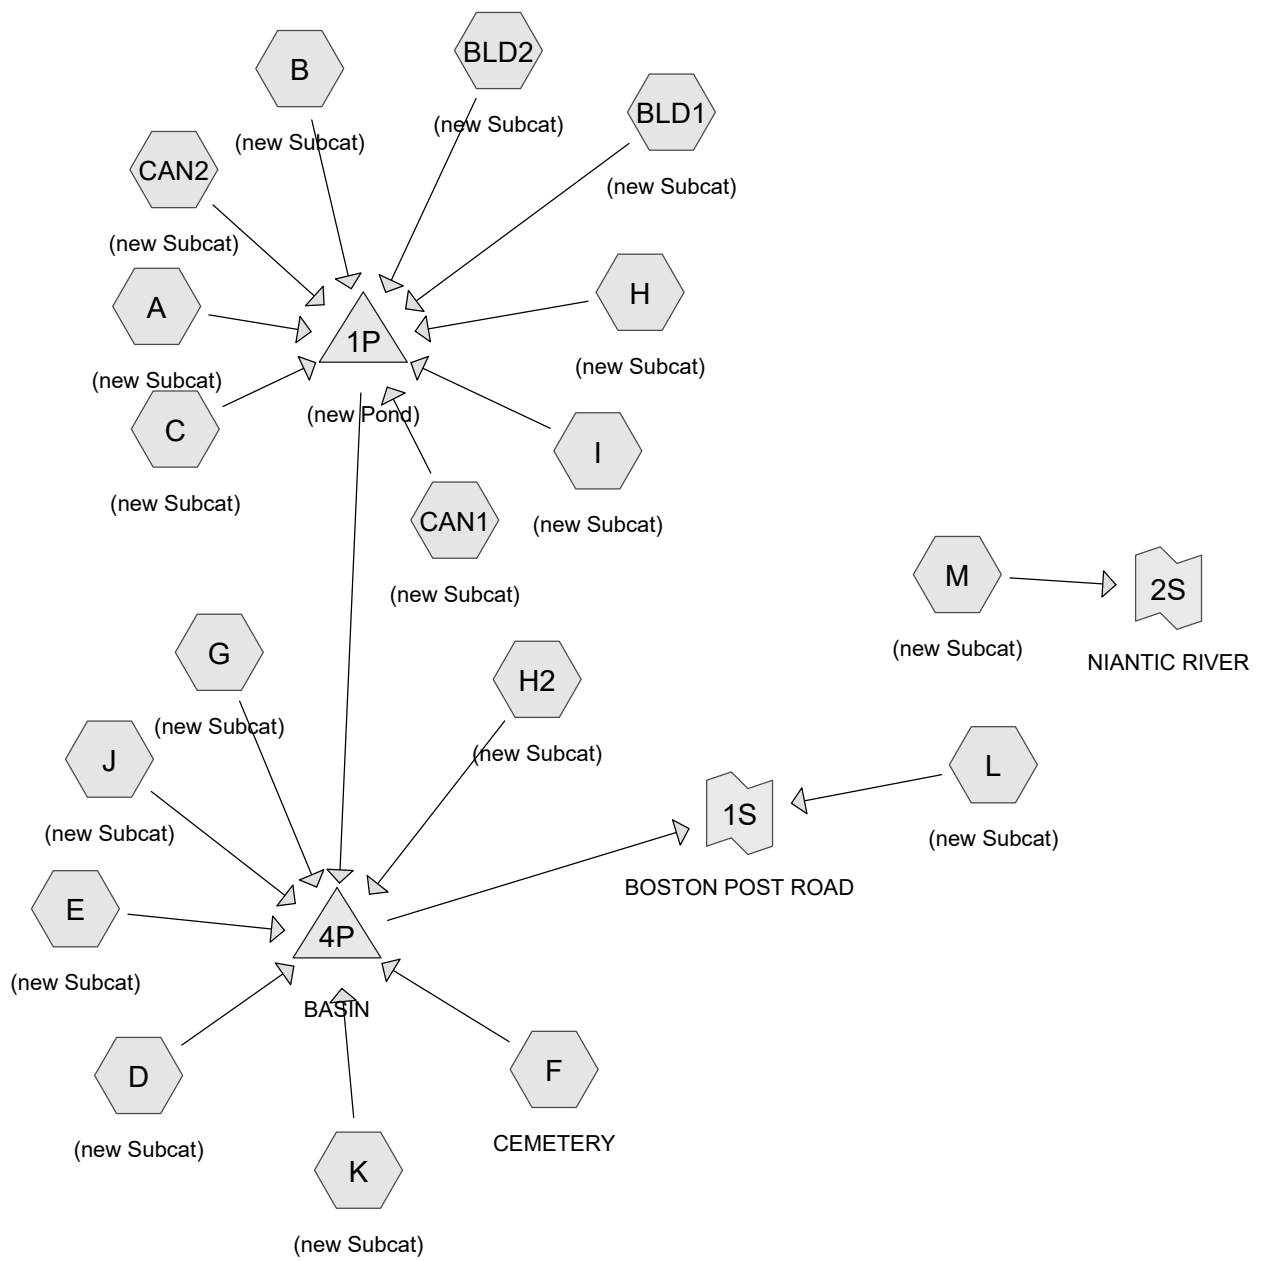 BLD2
B
BLD1
(new Subcat)
(new Subcat)
CAN2
(new Subcat)
(new Subcat)
H
A
1P
(new Subcat)
(new Subcat)
(new Pond)
C
I
(new Subcat)
CAN1
(new Subcat)
M
2S
(new Subcat)
(new Subcat)
NIANTIC RIVER
G
H2
(new Subcat)
(new Subcat)
J
L
1S
(new Subcat)
(new Subcat)
BOSTON POST ROAD
E
4P
(new Subcat)
BASIN
D
F
(new Subcat)
CEMETERY
K
(new Subcat)